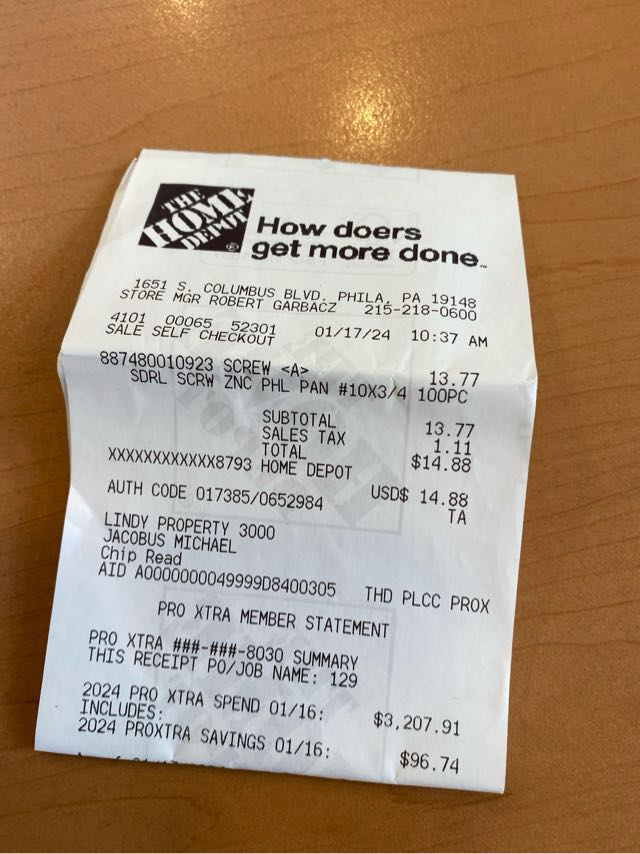 THE
HOME
DEPOT
®
How doers
get more done.™
1651 S. COLUMBUS BLVD. PHILA, PA 19148
STORE MGR ROBERT GARBACZ 215-218-0600
4101 00065 52301 01/17/24 10:37 AM
SALE SELF CHECKOUT
887480010923 SCREW <A> 13.77
SDRL SCRW ZNC PHL PAN #10X3/4 100PC
SUBTOTAL 13.77
SALES TAX 1.11
TOTAL $14.88
XXXXXXXXXXXX8793 HOME DEPOT
USD$ 14.88
AUTH CODE 017385/0652984 TA
LINDY PROPERTY 3000
JACOBUS MICHAEL
Chip Read
AID A0000000049999D8400305 THD PLCC PROX
PRO XTRA MEMBER STATEMENT
PRO XTRA ###-###-8030 SUMMARY
THIS RECEIPT PO/JOB NAME: 129
2024 PRO XTRA SPEND 01/16: $3,207.91
INCLUDES:
2024 PROXTRA SAVINGS 01/16: $96.74